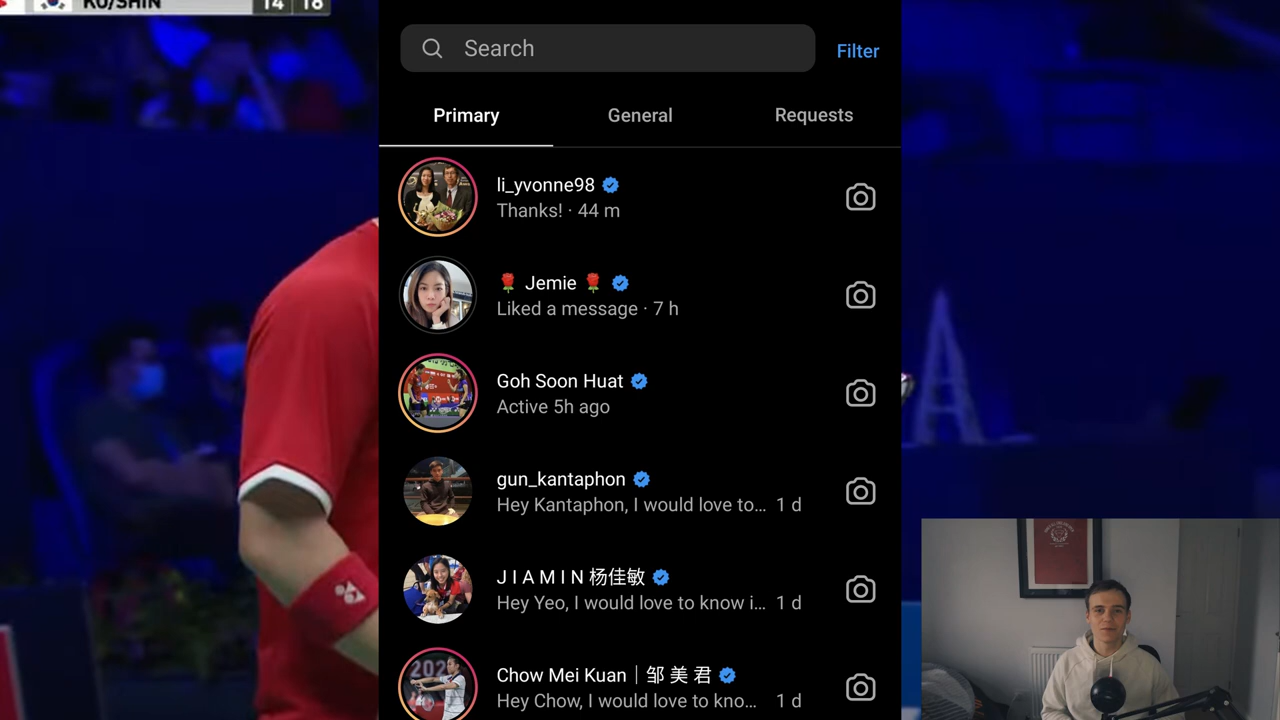 KO/SHIN 14 18
Search
Filter
Primary General Requests
li_yvonne98
Thanks! · 44 m
🌹 Jemie 🌹
Liked a message · 7 h
Goh Soon Huat
Active 5h ago
gun_kantaphon
Hey Kantaphon, I would love to... 1 d
J I A M I N 杨佳敏
Hey Yeo, I would love to know i... 1 d
Chow Mei Kuan｜邹 美 君
Hey Chow, I would love to kno... 1 d
202